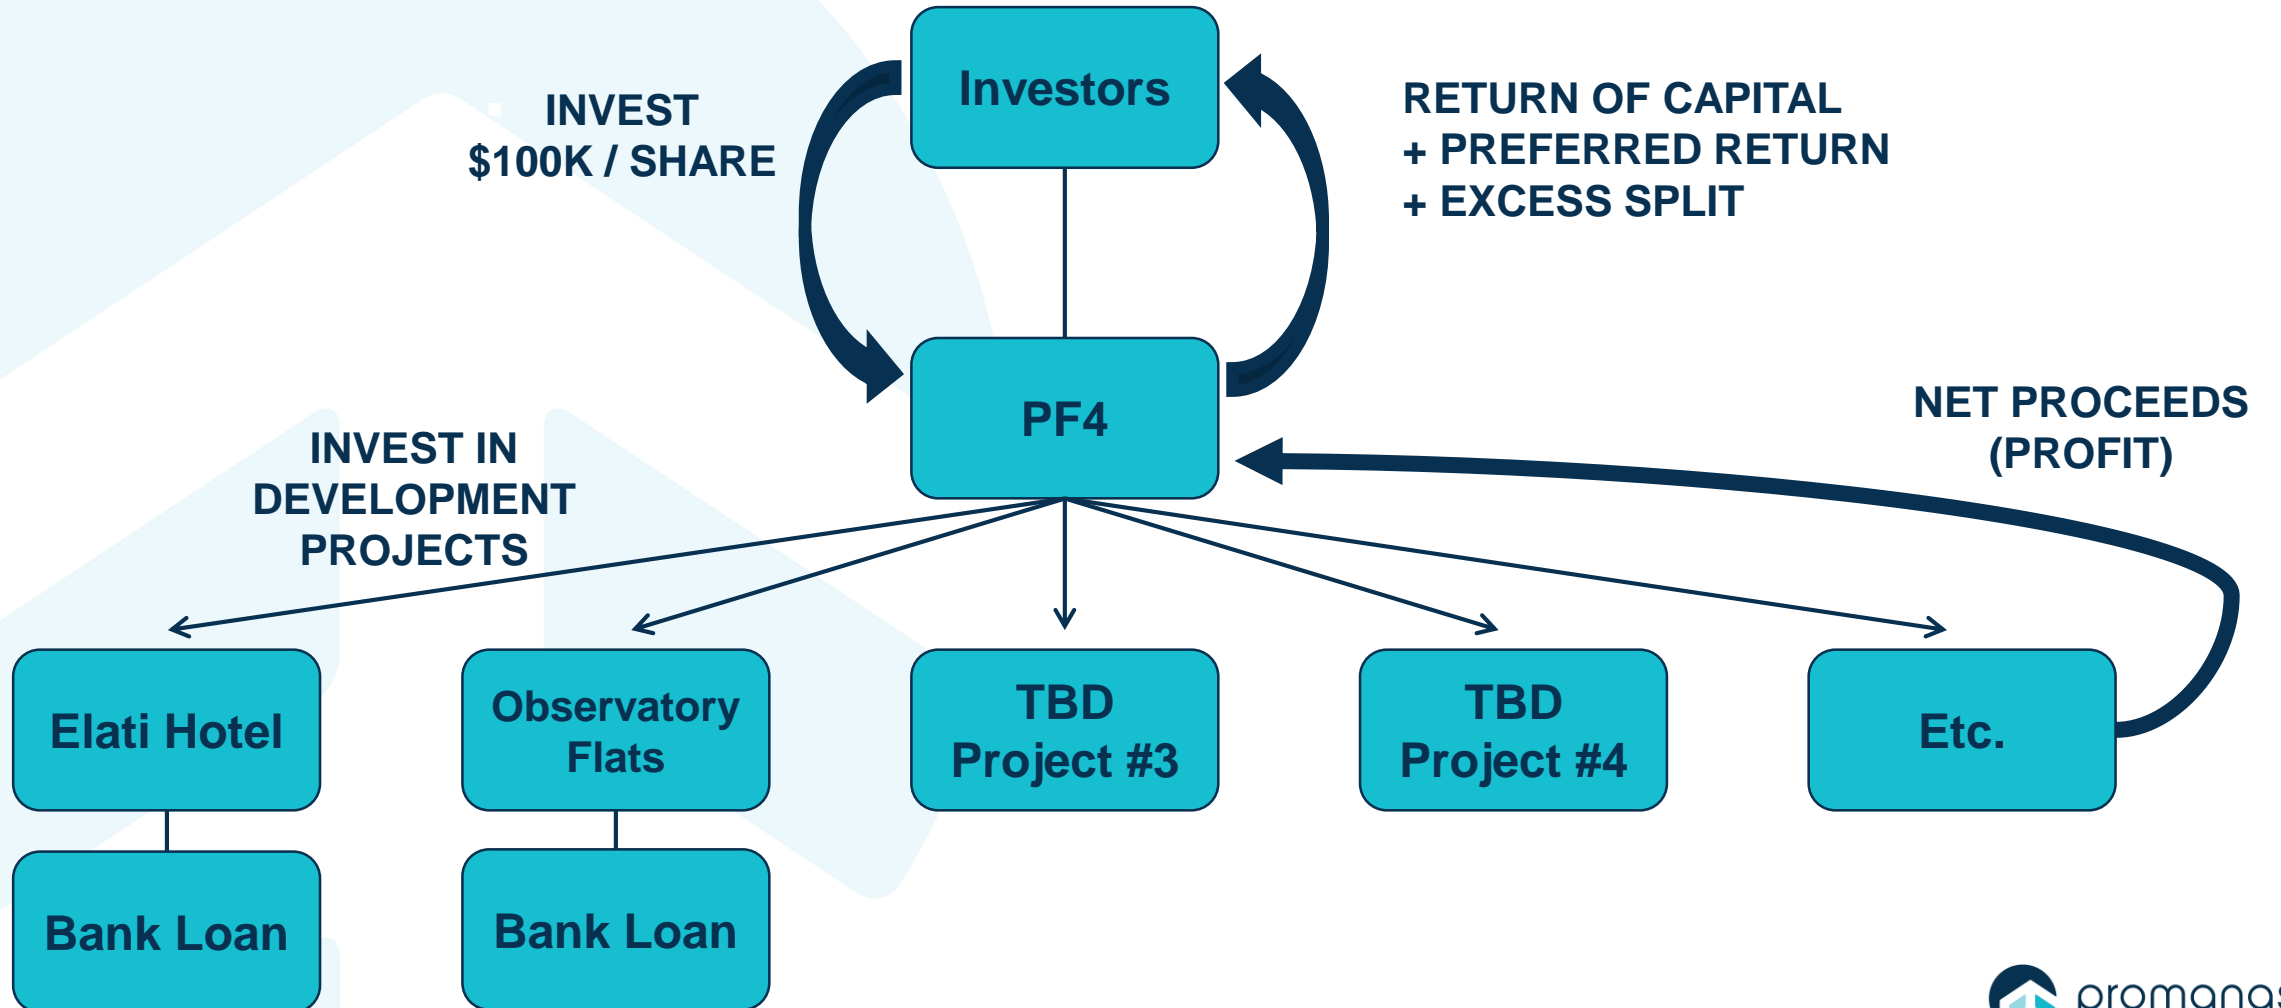 Investors
INVEST
$100K / SHARE
RETURN OF CAPITAL
+ PREFERRED RETURN
+ EXCESS SPLIT
PF4
NET PROCEEDS
(PROFIT)
INVEST IN
DEVELOPMENT
PROJECTS
Elati Hotel
Observatory
Flats
TBD
Project #3
TBD
Project #4
Etc.
Bank Loan
Bank Loan
promanas